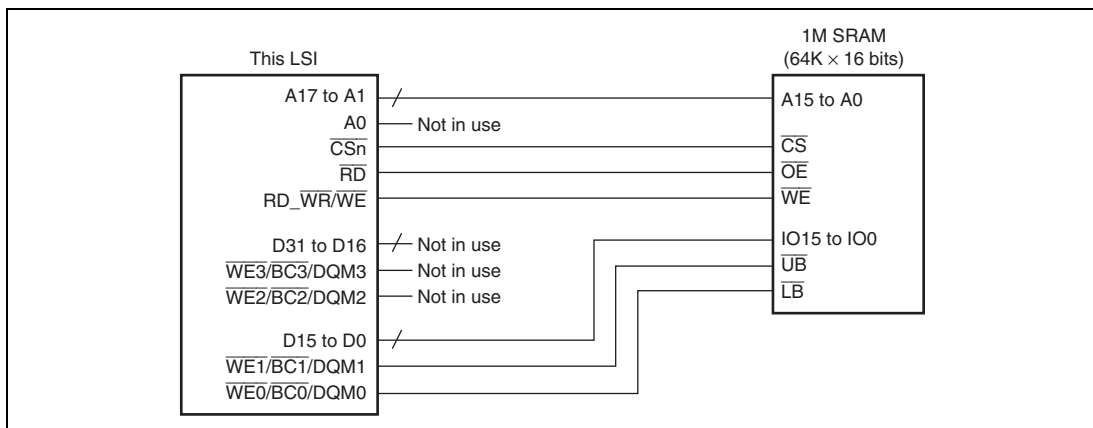 This LSI
A17 to A1
A0
Not in use
CSn
RD
RD_WR/WE
D31 to D16
Not in use
WE3/BC3/DQM3
Not in use
WE2/BC2/DQM2
Not in use
D15 to D0
WE1/BC1/DQM1
WE0/BC0/DQM0
1M SRAM
(64K × 16 bits)
A15 to A0
CS
OE
WE
IO15 to IO0
UB
LB